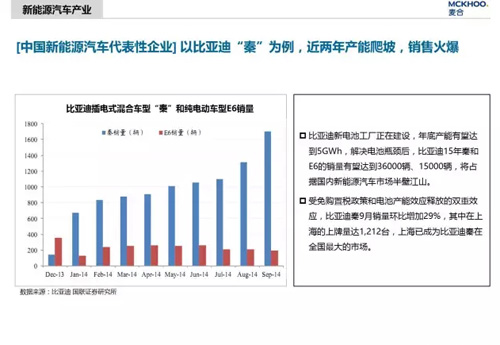 新能源汽车产业
MCKHOO
麦合
[中国新能源汽车代表性企业] 以比亚迪“秦”为例，近两年产能爬坡，销售火爆
比亚迪插电式混合车型“秦”和纯电动车型E6销量
秦销量（辆） E6销量（辆）
1800
1600
1400
1200
1000
800
600
400
200
0
Dec-13 Jan-14 Feb-14 Mar-14 Apr-14 May-14 Jun-14 Jul-14 Aug-14 Sep-14
比亚迪新电池工厂正在建设，年底产能有望达
到5GWh，解决电池瓶颈后，比亚迪15年秦和
E6的销量有望达到36000辆、15000辆，将占
据国内新能源汽车市场半壁江山。
受免购置税政策和电池产能效应释放的双重效
应，比亚迪秦9月销量环比增加29%，其中在上
海的上牌量达1,212台，上海已成为比亚迪秦在
全国最大的市场。
数据来源：比亚迪 国联证券研究所